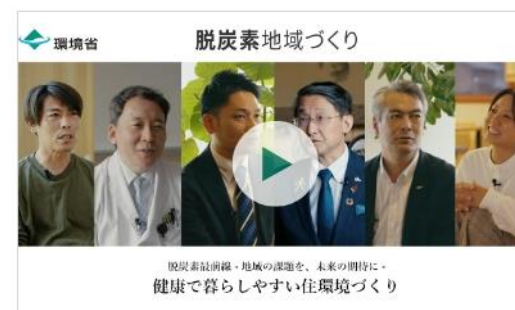 環境省
脱炭素地域づくり
脱炭素最前線 - 地域の課題を、未来の期待に -
健康で暮らしやすい住環境づくり